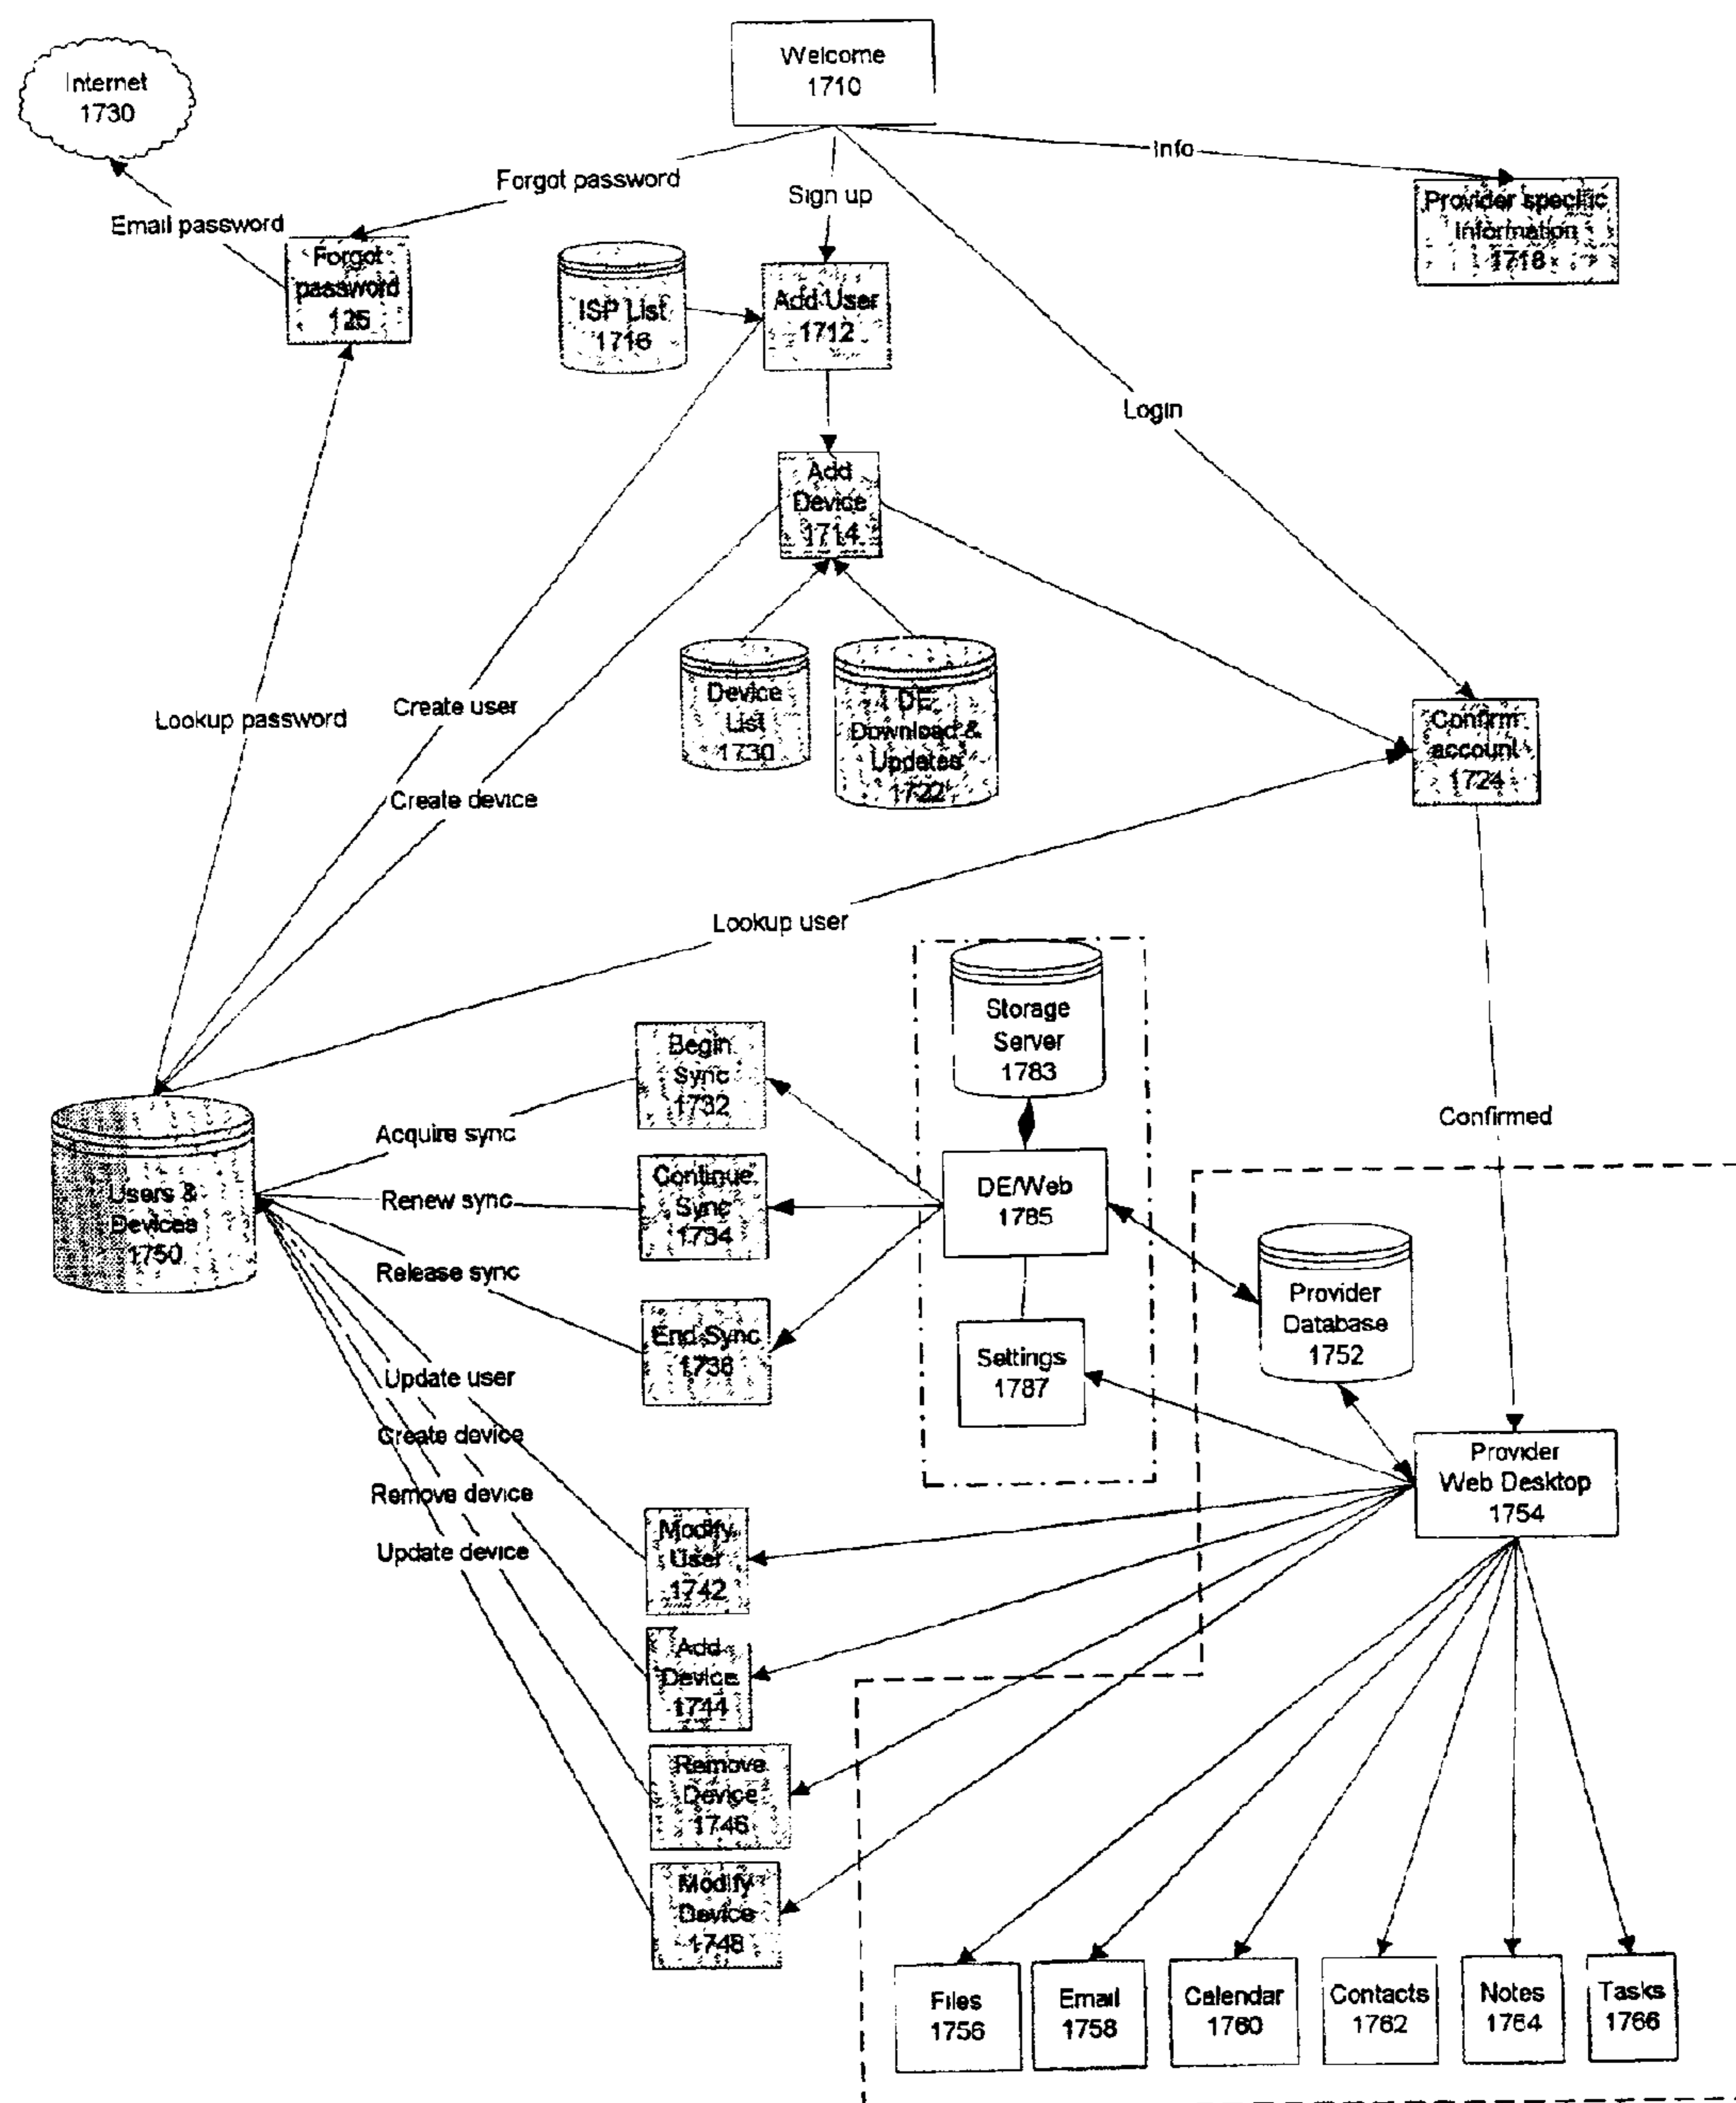 Welcome
1710
Internet
1730
Info
Forgot password
Sign up
Provider specific
Information
1718
Email password
Forgot
password
125
ISP List
1716
Add User
1712
Login
Add
Device
1714
Device
List
1730
DE
Download &
Updates
1722
Confirm
account
1724
Lookup password
Create user
Create device
Lookup user
Storage
Server
1783
Begin
Sync
1732
Acquire sync
Confirmed
Users &
Devices
1750
Renew sync
Continue
Sync
1734
DE/Web
1785
Release sync
End Sync
1736
Settings
1787
Provider
Database
1752
Update user
Create device
Remove device
Update device
Provider
Web Desktop
1754
Modify
User
1742
Add
Device
1744
Remove
Device
1746
Modify
Device
1748
Files
1756
Email
1758
Calendar
1760
Contacts
1762
Notes
1764
Tasks
1766